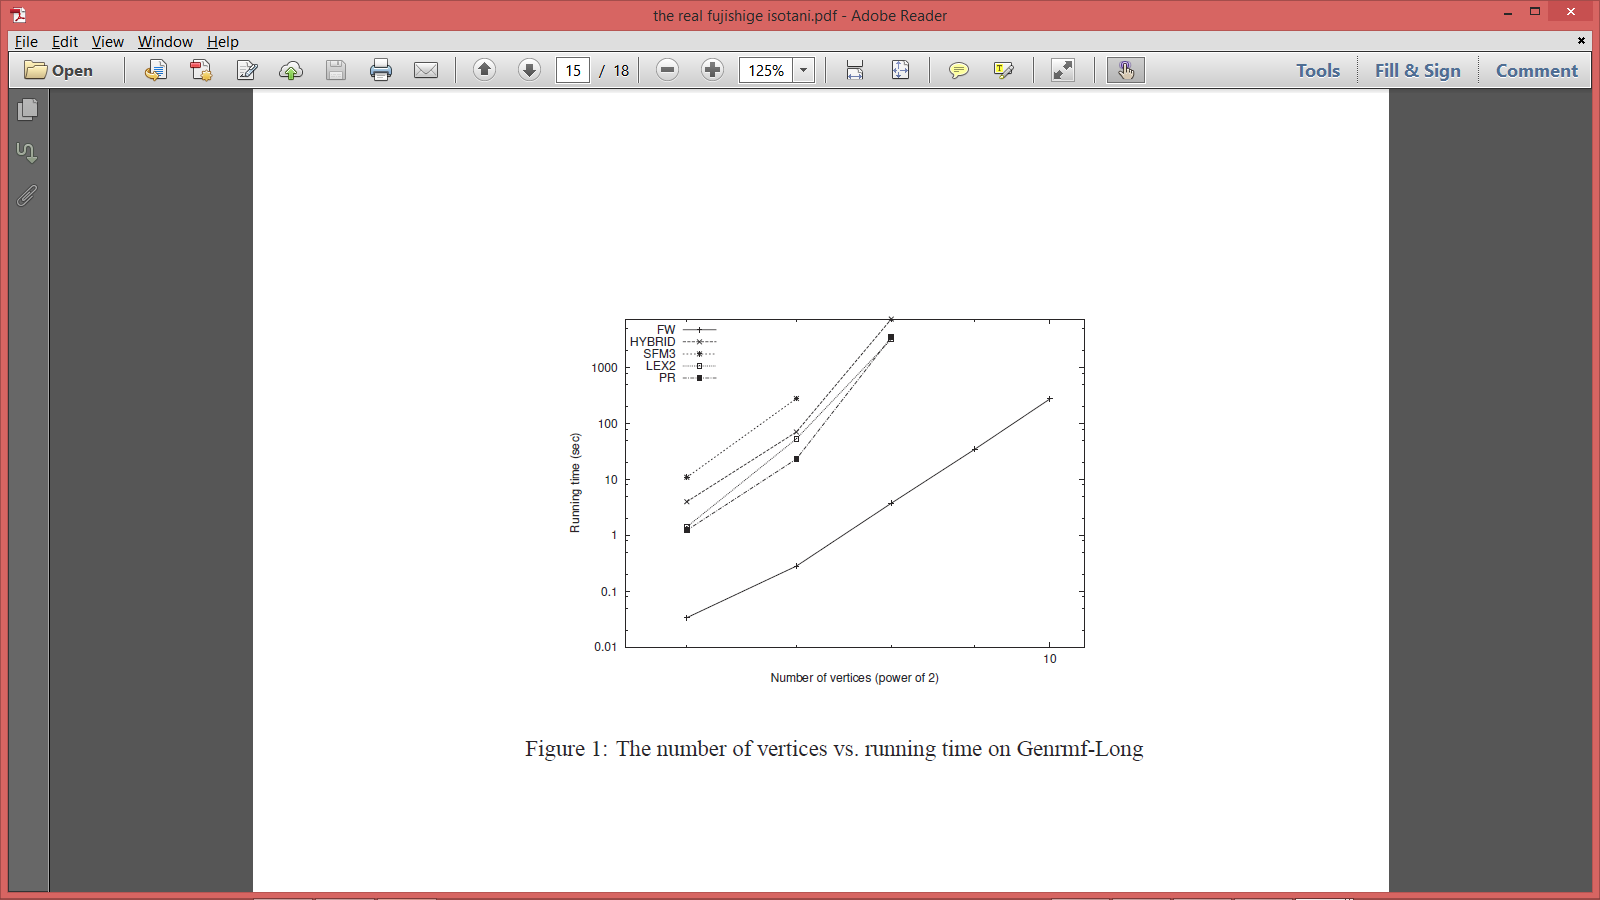 the real fujishige isotani.pdf - Adobe Reader
File Edit View Window Help
Open 15 / 18 125% Tools Fill & Sign Comment
FW
HYBRID
SFM3
LEX2
PR
1000
100
10
1
0.1
0.01
Running time (sec)
10
Number of vertices (power of 2)
Figure 1: The number of vertices vs. running time on Genrmf-Long